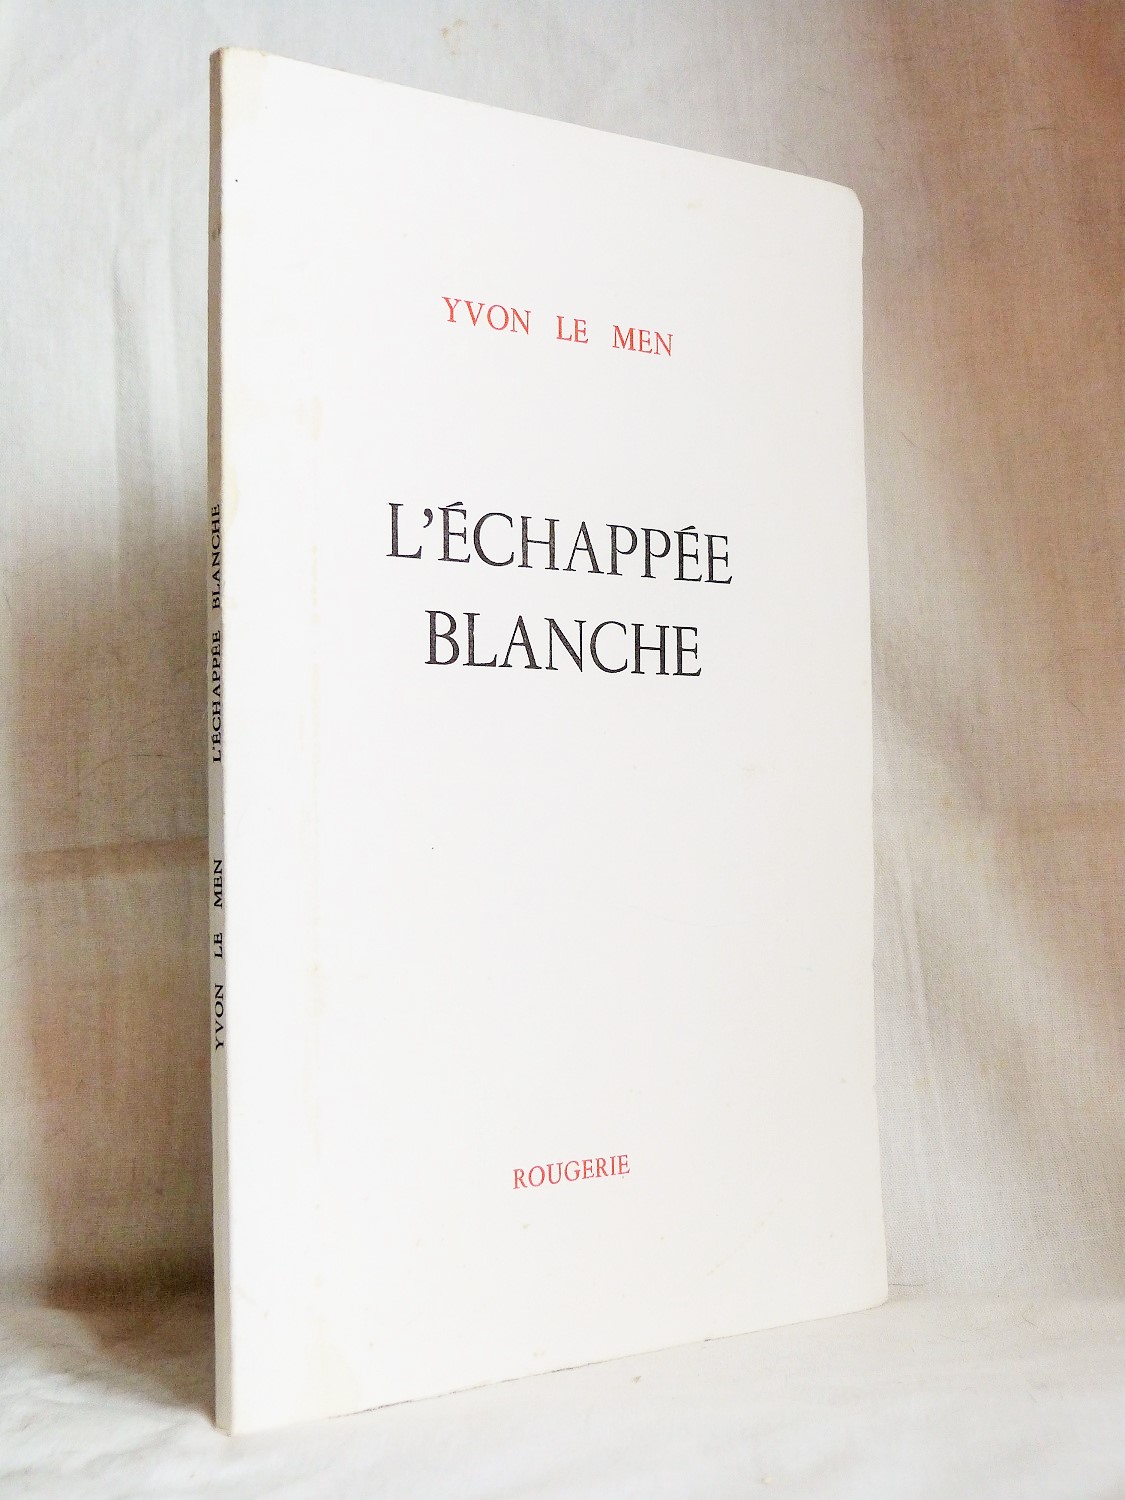 YVON LE MEN
L'ÉCHAPPÉE
BLANCHE
ROUGERIE
YVON LE MEN L'ÉCHAPPÉE BLANCHE